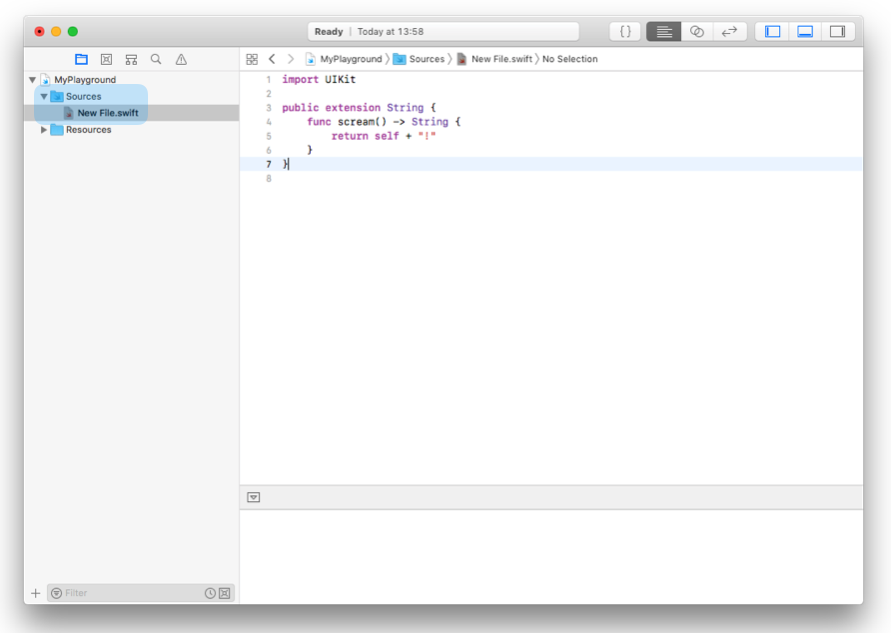 Ready | Today at 13:58
{ }
MyPlayground
Sources
New File.swift
Resources
MyPlayground 〉 Sources 〉 New File.swift 〉 No Selection
1 import UIKit
2
3 public extension String {
4     func scream() -> String {
5         return self + "!"
6     }
7 }
8
Filter